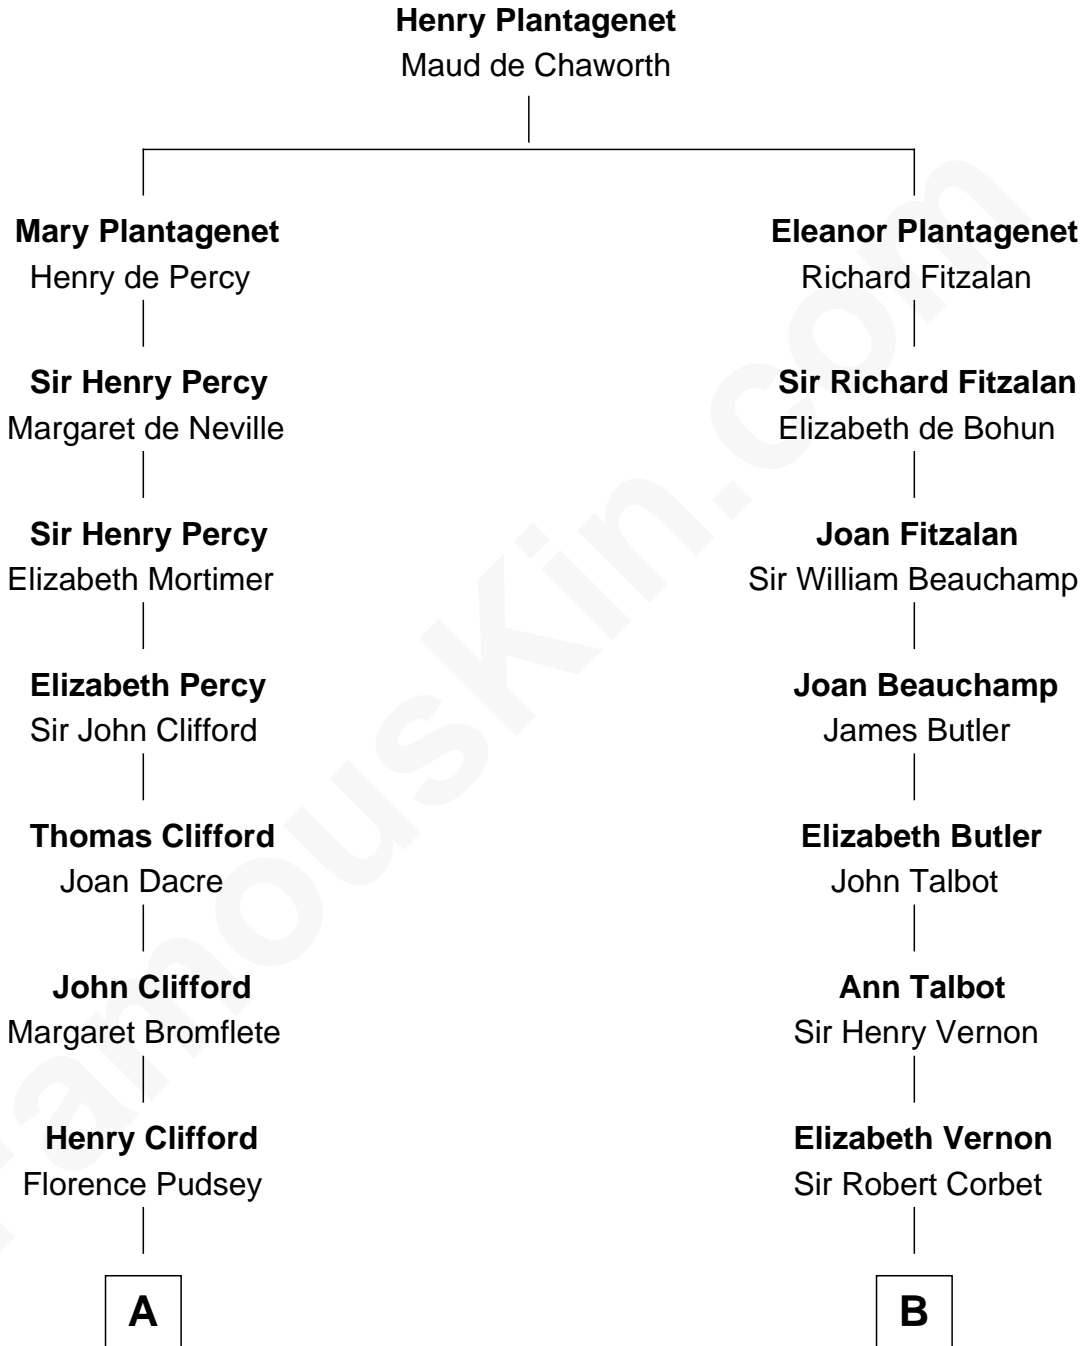 Henry Plantagenet
Maud de Chaworth
Mary Plantagenet
Henry de Percy
Sir Henry Percy
Margaret de Neville
Sir Henry Percy
Elizabeth Mortimer
Elizabeth Percy
Sir John Clifford
Thomas Clifford
Joan Dacre
John Clifford
Margaret Bromflete
Henry Clifford
Florence Pudsey
A
Eleanor Plantagenet
Richard Fitzalan
Sir Richard Fitzalan
Elizabeth de Bohun
Joan Fitzalan
Sir William Beauchamp
Joan Beauchamp
James Butler
Elizabeth Butler
John Talbot
Ann Talbot
Sir Henry Vernon
Elizabeth Vernon
Sir Robert Corbet
B
FamousKin.com